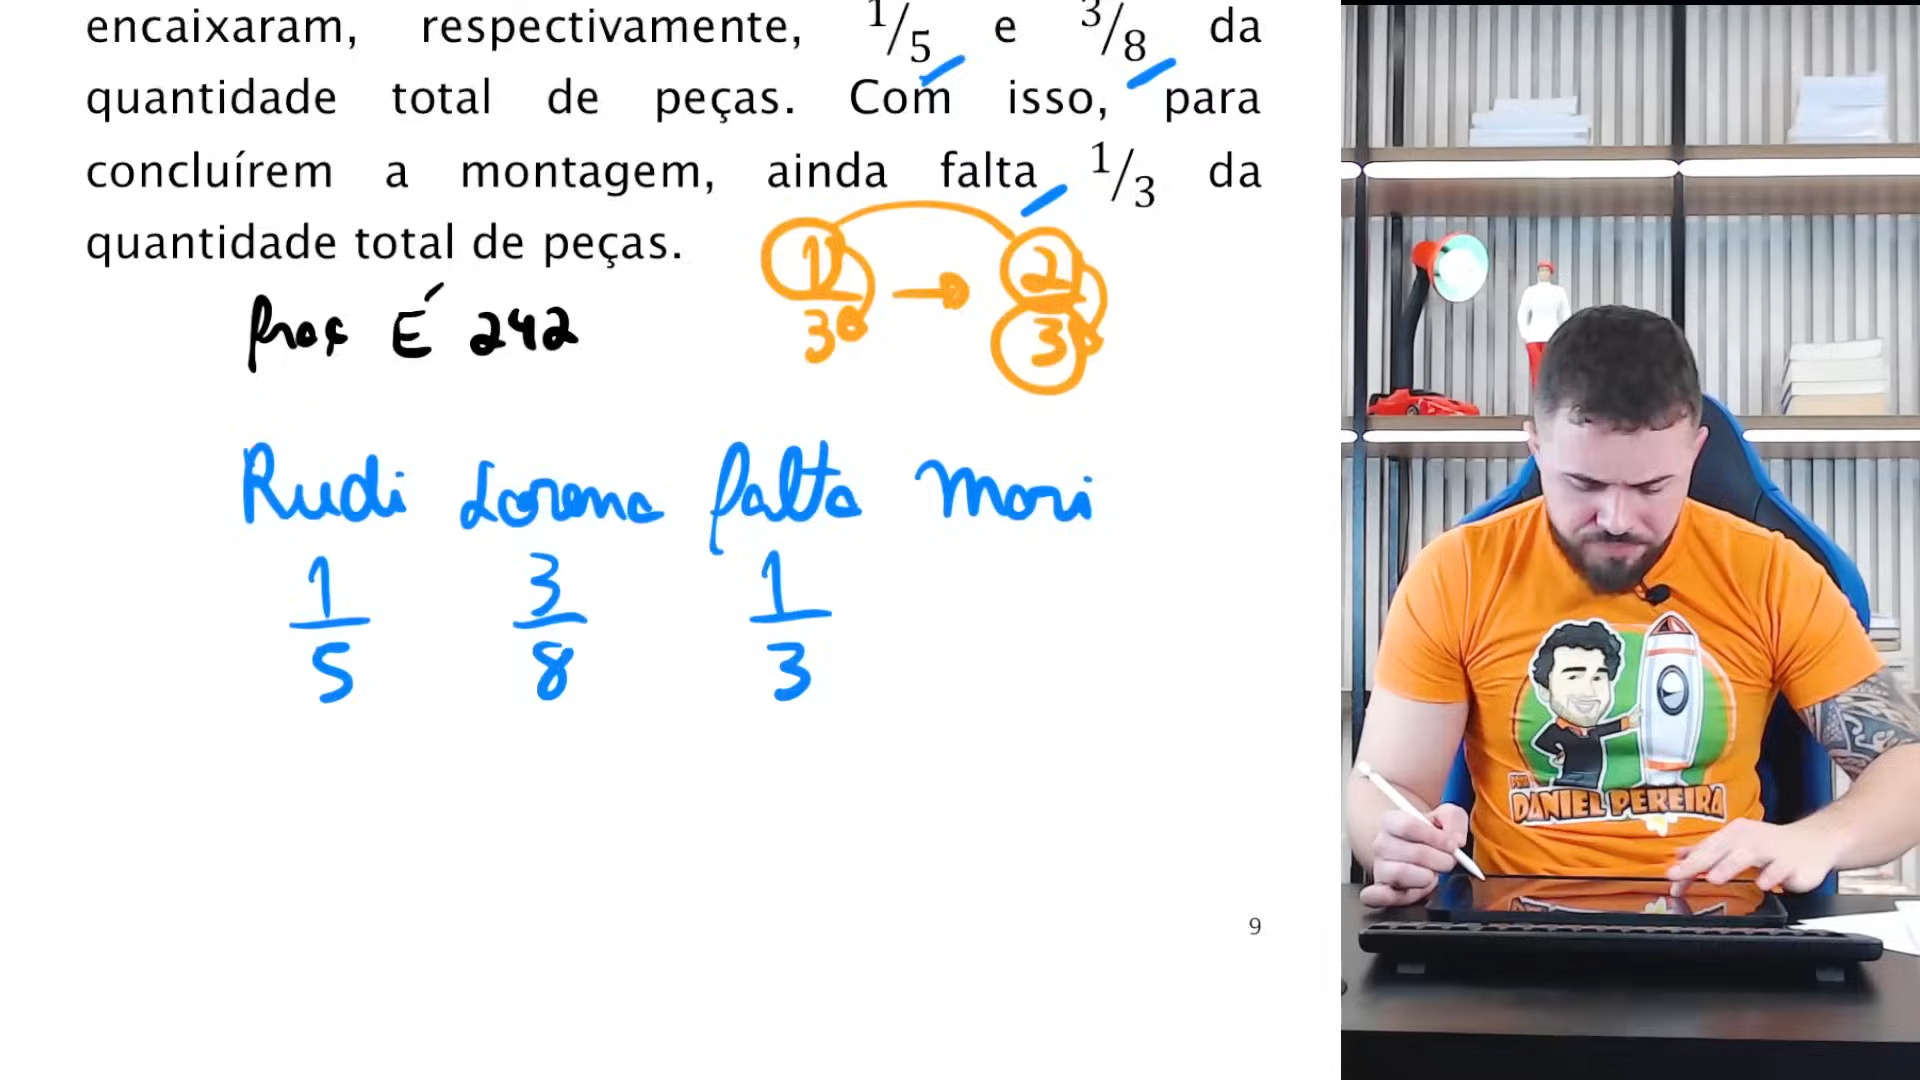 encaixaram, respectivamente, 1/5 e 3/8 da
quantidade total de peças. Com isso, para
concluírem a montagem, ainda falta 1/3 da
quantidade total de peças.
1/3 → 2/3
Prof É 242
Rudi Lorena falta Mari
1/5 3/8 1/3
DANIEL PEREIRA
9